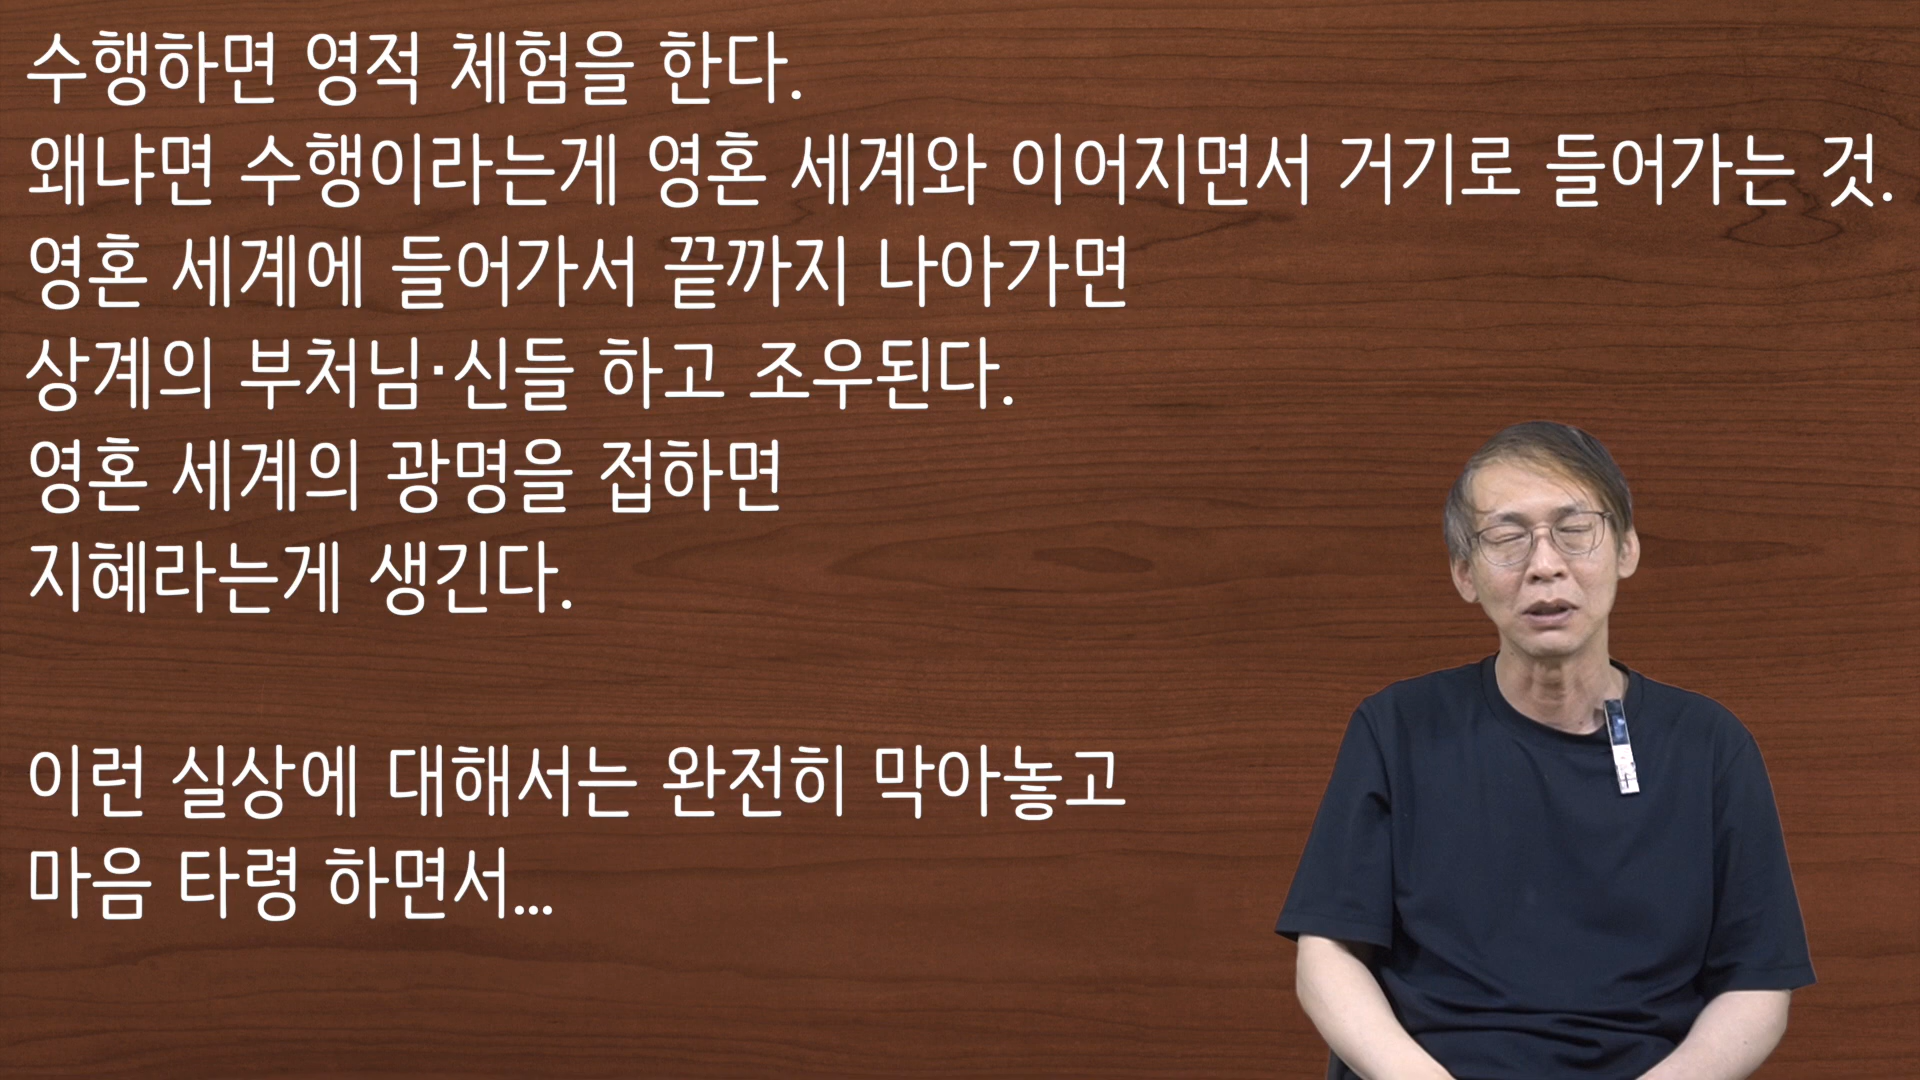 수행하면 영적 체험을 한다.
왜냐면 수행이라는게 영혼 세계와 이어지면서 거기로 들어가는 것.
영혼 세계에 들어가서 끝까지 나아가면
상계의 부처님·신들 하고 조우된다.
영혼 세계의 광명을 접하면
지혜라는게 생긴다.
이런 실상에 대해서는 완전히 막아놓고
마음 타령 하면서...